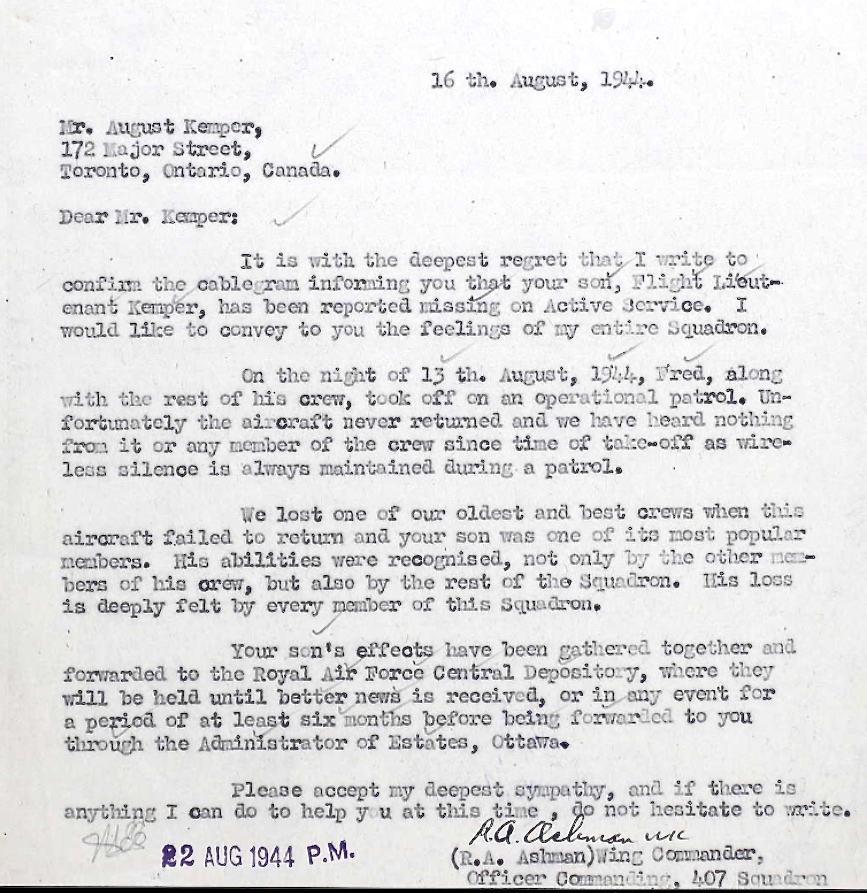 16 th. August, 1944.
Mr. August Kemper,
172 Major Street,
Toronto, Ontario, Canada.
Dear Mr. Kemper:
It is with the deepest regret that I write to
confirm the cablegram informing you that your son, Flight Lieut-
enant Kemper, has been reported missing on Active Service. I
would like to convey to you the feelings of my entire Squadron.
On the night of 13 th. August, 1944, Fred, along
with the rest of his crew, took off on an operational patrol. Un-
fortunately the aircraft never returned and we have heard nothing
from it or any member of the crew since time of take-off as wire-
less silence is always maintained during a patrol.
We lost one of our oldest and best crews when this
aircraft failed to return and your son was one of its most popular
members. His abilities were recognised, not only by the other mem-
bers of his crew, but also by the rest of the Squadron. His loss
is deeply felt by every member of this Squadron.
Your son's effects have been gathered together and
forwarded to the Royal Air Force Central Depository, where they
will be held until better news is received, or in any event for
a period of at least six months before being forwarded to you
through the Administrator of Estates, Ottawa.
Please accept my deepest sympathy, and if there is
anything I can do to help you at this time , do not hesitate to write.
R.A. Ashman W/C
22 AUG 1944 P.M.
(R.A. Ashman)Wing Commander,
Officer Commanding, 407 Squadron